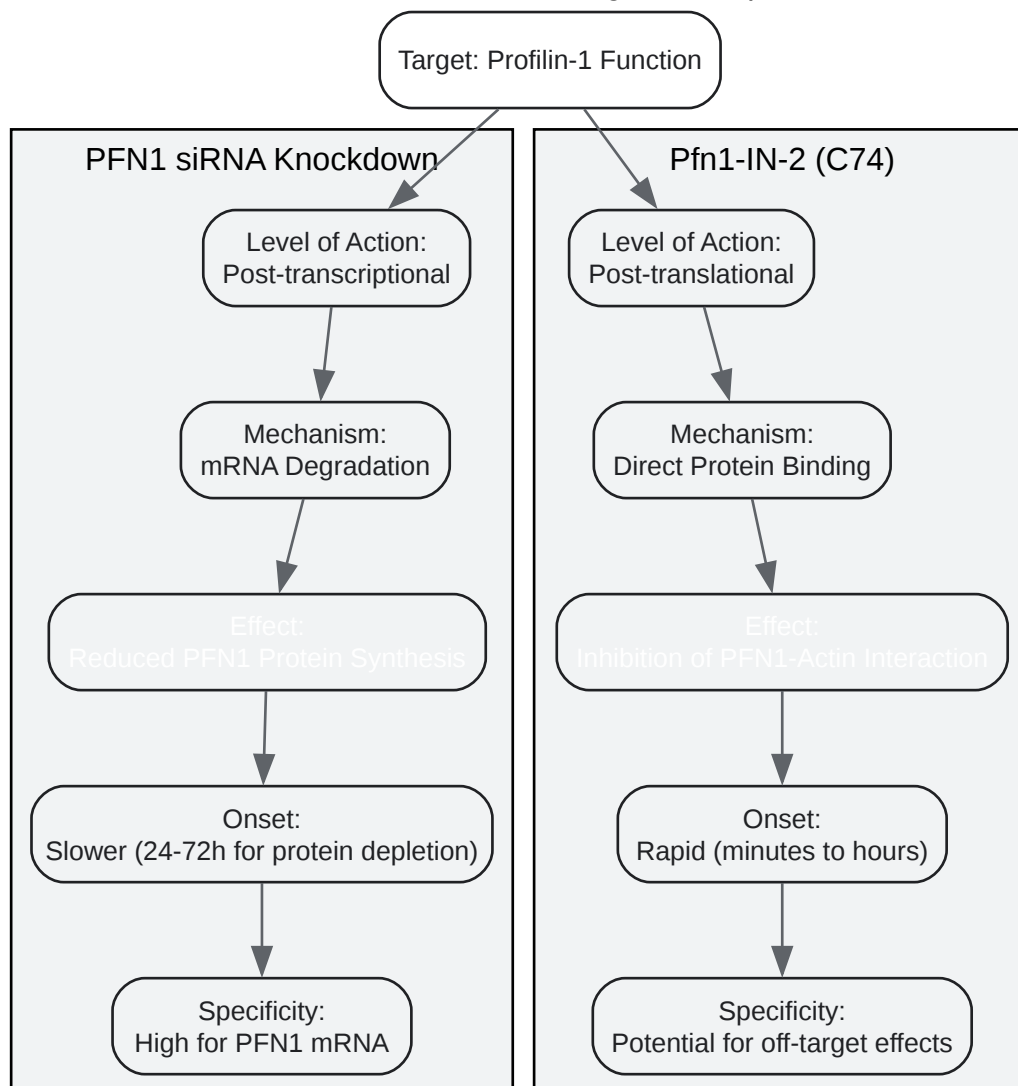 Target: Profilin-1 Function
PFN1 siRNA Knockdown
Level of Action:
Post-transcriptional
Mechanism:
mRNA Degradation
Effect:
Reduced PFN1 Protein Synthesis
Onset:
Slower (24-72h for protein depletion)
Specificity:
High for PFN1 mRNA
Pfn1-IN-2 (C74)
Level of Action:
Post-translational
Mechanism:
Direct Protein Binding
Effect:
Inhibition of PFN1-Actin Interaction
Onset:
Rapid (minutes to hours)
Specificity:
Potential for off-target effects